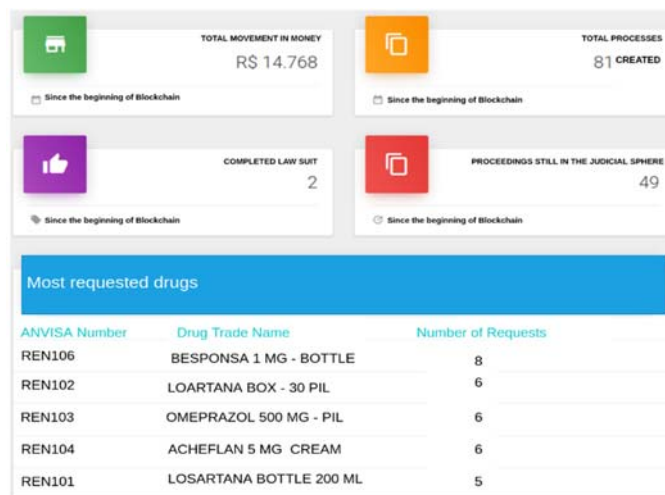 TOTAL MOVEMENT IN MONEY
R$ 14.768
Since the beginning of Blockchain
TOTAL PROCESSES
81 CREATED
Since the beginning of Blockchain
COMPLETED LAW SUIT
2
Since the beginning of Blockchain
PROCEEDINGS STILL IN THE JUDICIAL SPHERE
49
Since the beginning of Blockchain
Most requested drugs
ANVISA Number Drug Trade Name Number of Requests
REN106 BESPONSA 1 MG - BOTTLE 8
REN102 LOARTANA BOX - 30 PIL 6
REN103 OMEPRAZOL 500 MG - PIL 6
REN104 ACHEFLAN 5 MG CREAM 6
REN101 LOSARTANA BOTTLE 200 ML 5